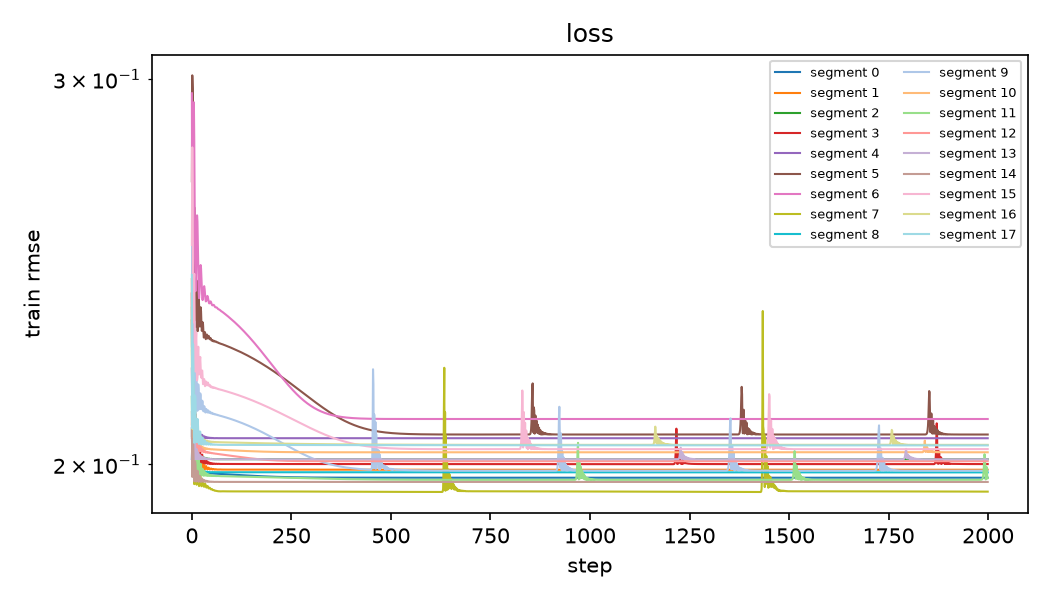 loss
3 × 10⁻¹
2 × 10⁻¹
train rmse
segment 0
segment 1
segment 2
segment 3
segment 4
segment 5
segment 6
segment 7
segment 8
segment 9
segment 10
segment 11
segment 12
segment 13
segment 14
segment 15
segment 16
segment 17
0 250 500 750 1000 1250 1500 1750 2000
step